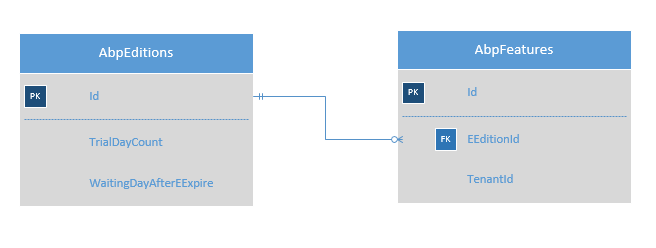 AbpEditions
PK Id
TrialDayCount
WaitingDayAfterEExpire
AbpFeatures
PK Id
FK EEditionId
TenantId